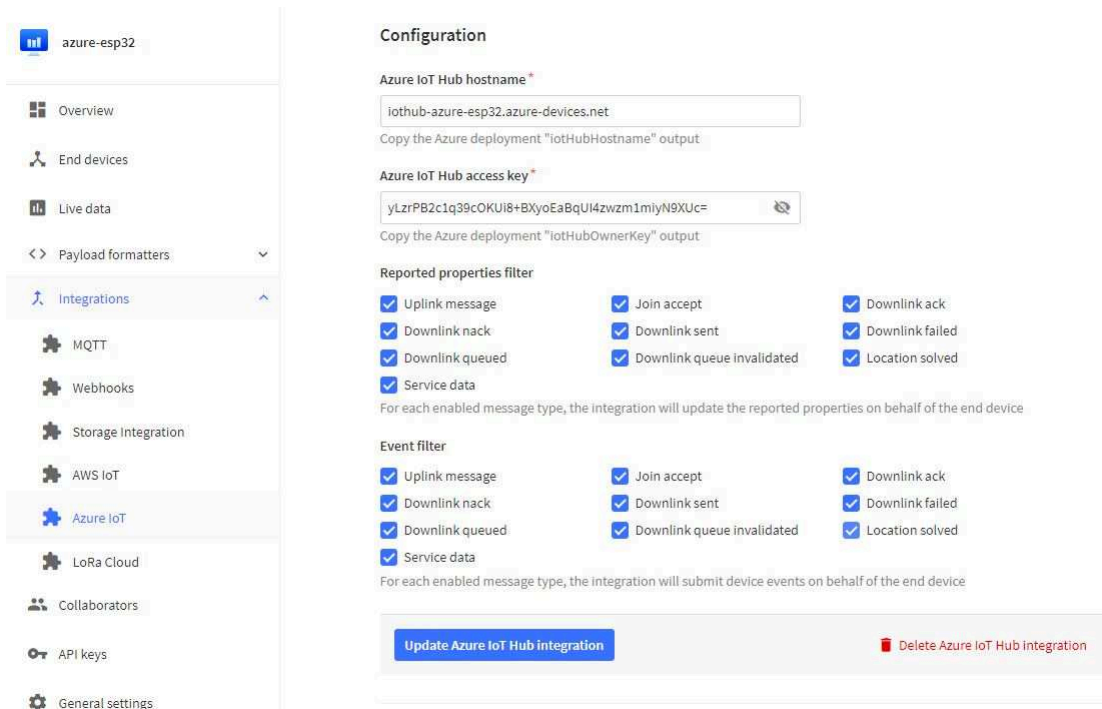 azure-esp32
Overview
End devices
Live data
<> Payload formatters
Integrations
MQTT
Webhooks
Storage Integration
AWS IoT
Azure IoT
LoRa Cloud
Collaborators
API keys
General settings
Configuration
Azure IoT Hub hostname*
iothub-azure-esp32.azure-devices.net
Copy the Azure deployment "iotHubHostname" output
Azure IoT Hub access key*
yLzrPB2c1q39cOKUi8+BXyoEaBqUI4zwzm1miyN9XUc=
Copy the Azure deployment "iotHubOwnerKey" output
Reported properties filter
Uplink message Join accept Downlink ack
Downlink nack Downlink sent Downlink failed
Downlink queued Downlink queue invalidated Location solved
Service data
For each enabled message type, the integration will update the reported properties on behalf of the end device
Event filter
Uplink message Join accept Downlink ack
Downlink nack Downlink sent Downlink failed
Downlink queued Downlink queue invalidated Location solved
Service data
For each enabled message type, the integration will submit device events on behalf of the end device
Update Azure IoT Hub integration Delete Azure IoT Hub integration